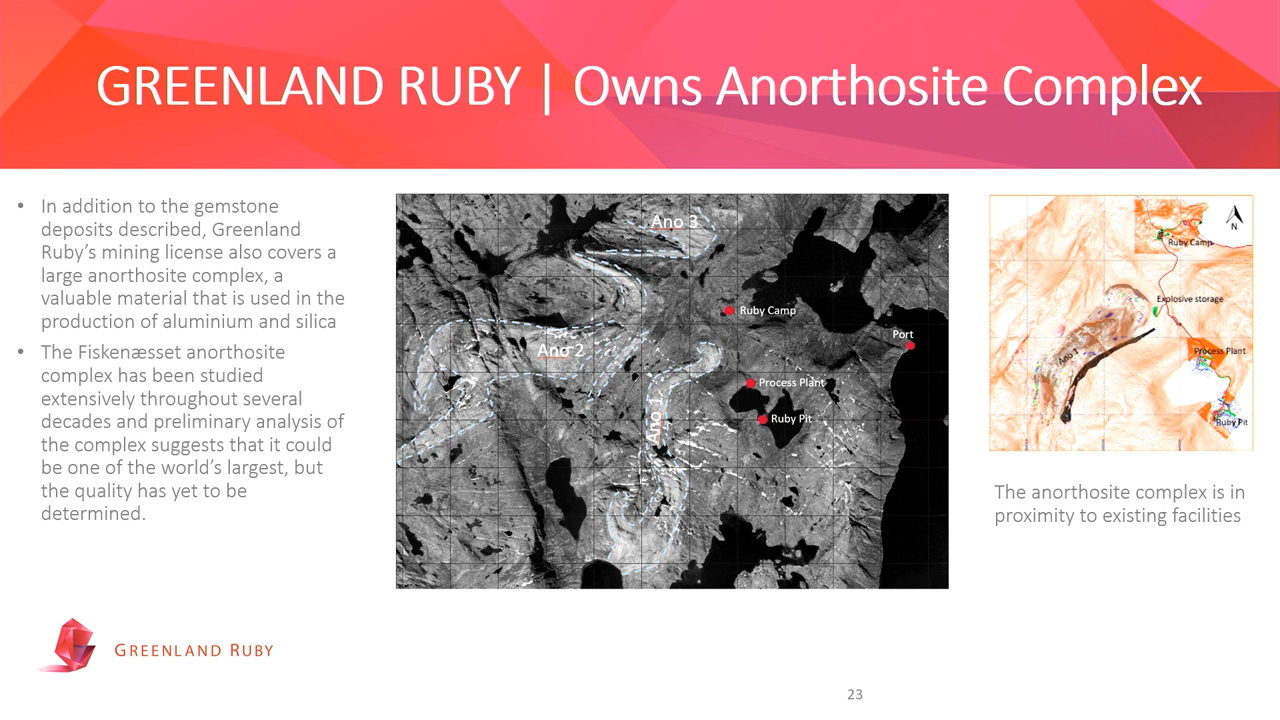 GREENLAND RUBY | Owns Anorthosite Complex
• In addition to the gemstone
deposits described, Greenland
Ruby’s mining license also covers a
large anorthosite complex, a
valuable material that is used in the
production of aluminium and silica
• The Fiskenæsset anorthosite
complex has been studied
extensively throughout several
decades and preliminary analysis of
the complex suggests that it could
be one of the world’s largest, but
the quality has yet to be
determined.
Ano 3
Ruby Camp
Port
Ano 2
Process Plant
Ano 1
Ruby Pit
N
Ruby Camp
Explosive storage
Ano 1
Process Plant
Ruby Pit
The anorthosite complex is in
proximity to existing facilities
GREENLAND RUBY
23